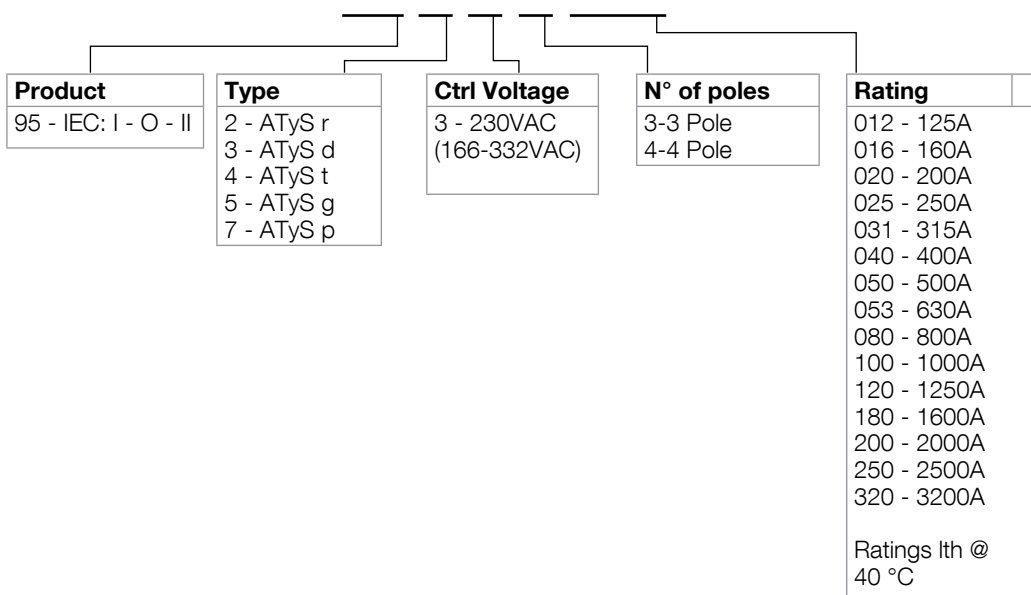 Product
95 - IEC: I - O - II
Type
2 - ATyS r
3 - ATyS d
4 - ATyS t
5 - ATyS g
7 - ATyS p
Ctrl Voltage
3 - 230VAC
(166-332VAC)
N° of poles
3-3 Pole
4-4 Pole
Rating
012 - 125A
016 - 160A
020 - 200A
025 - 250A
031 - 315A
040 - 400A
050 - 500A
053 - 630A
080 - 800A
100 - 1000A
120 - 1250A
180 - 1600A
200 - 2000A
250 - 2500A
320 - 3200A
Ratings Ith @
40 °C